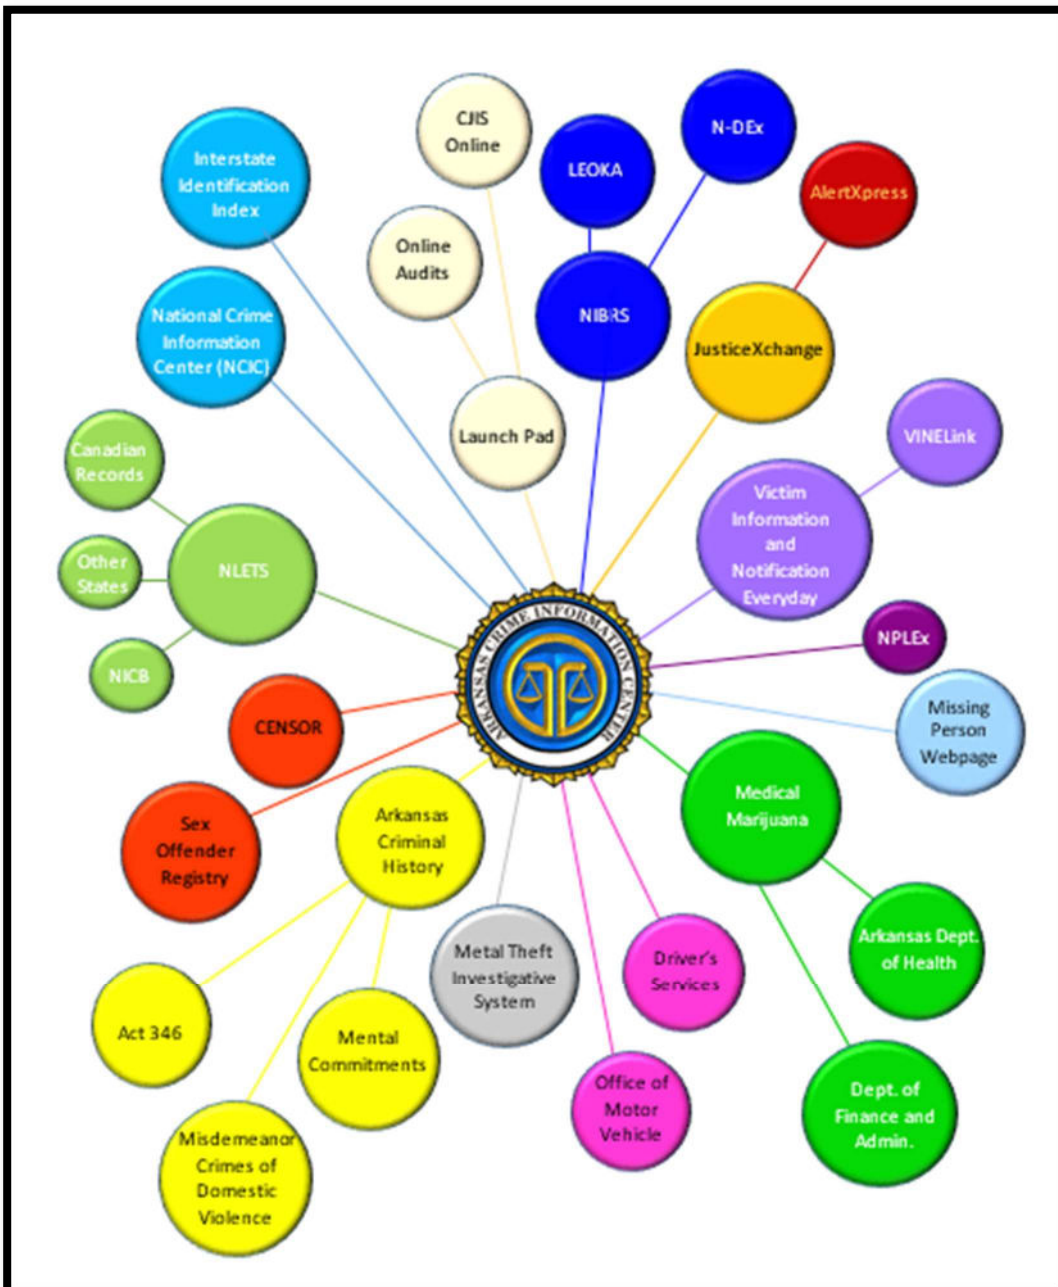 CJIS
Online
N-DEx
LEOKA
Interstate
Identification
Index
AlertXpress
Online
Audits
NIBRS
National Crime
Information
Center (NCIC)
JusticeXchange
Launch Pad
VINELink
Canadian
Records
Victim
Information
and
Notification
Everyday
NLETS
Other
States
ARKANSAS CRIME INFORMATION CENTER
NPLEx
NICB
CENSOR
Missing
Person
Webpage
Medical
Marijuana
Arkansas
Criminal
History
Sex
Offender
Registry
Arkansas Dept.
of Health
Metal Theft
Investigative
System
Driver's
Services
Act 346
Mental
Commitments
Office of
Motor
Vehicle
Dept. of
Finance and
Admin.
Misdemeanor
Crimes of
Domestic
Violence